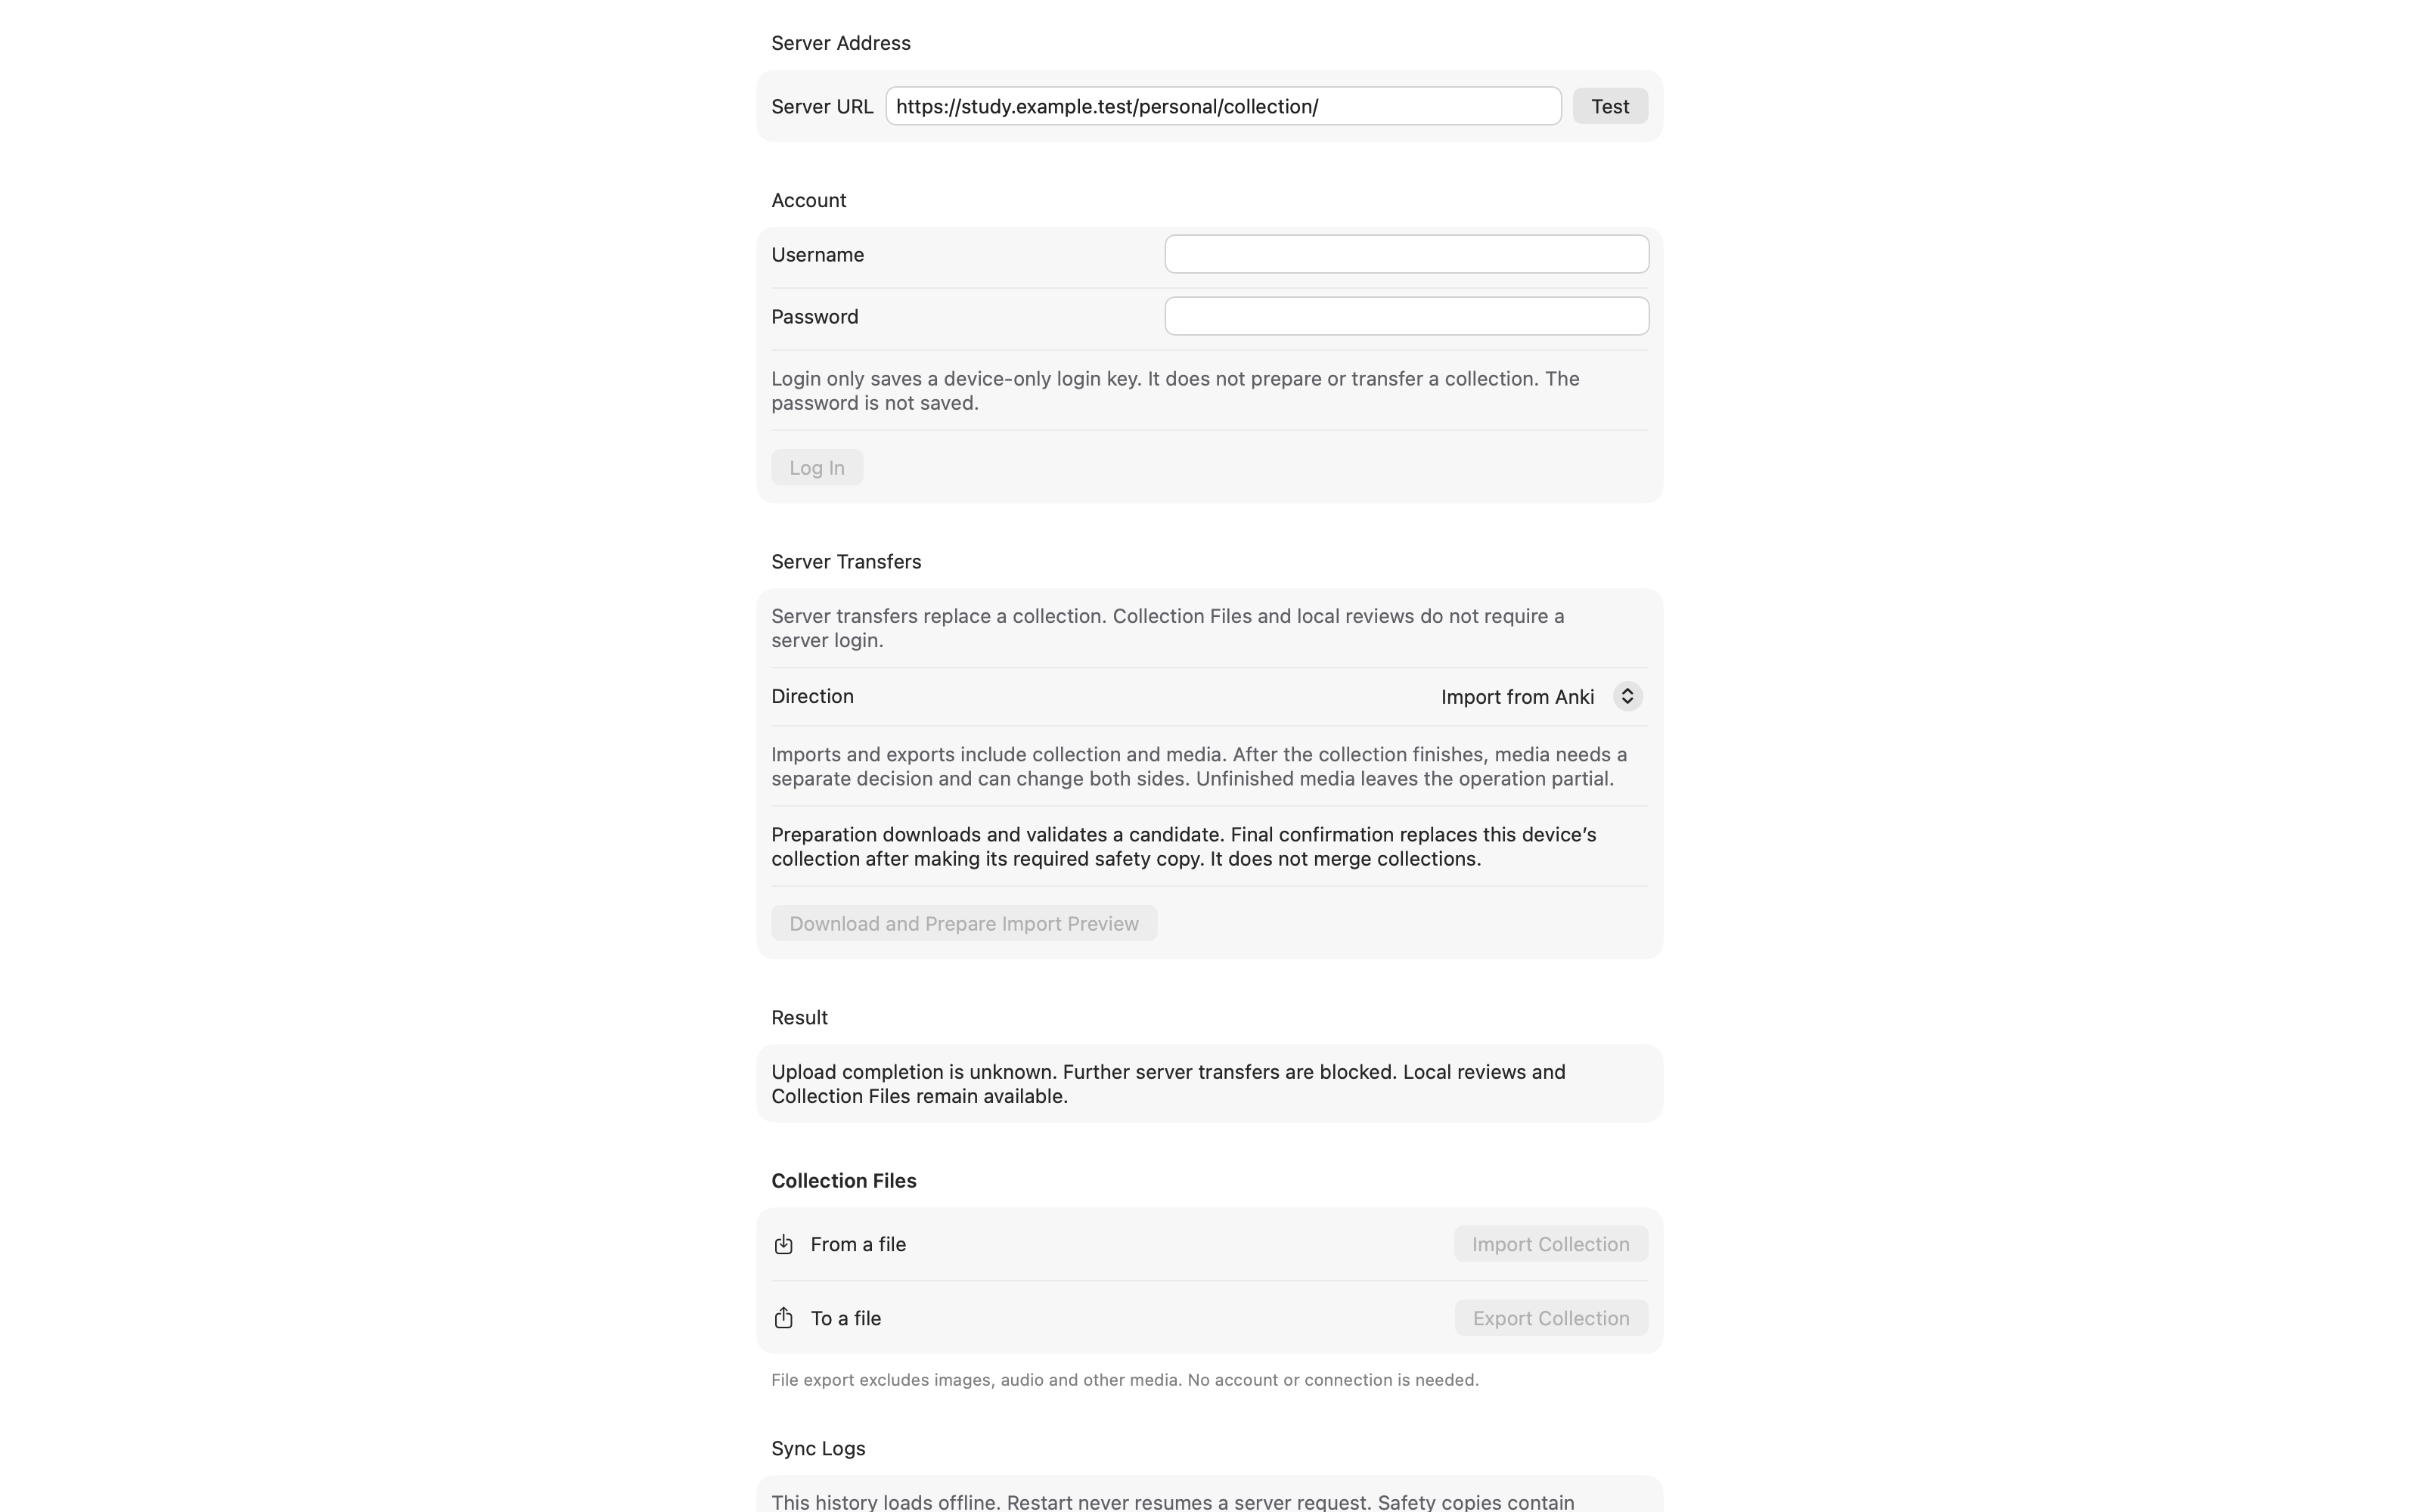 Server Address
Server URL https://study.example.test/personal/collection/ Test
Account
Username
Password
Login only saves a device-only login key. It does not prepare or transfer a collection. The
password is not saved.
Log In
Server Transfers
Server transfers replace a collection. Collection Files and local reviews do not require a
server login.
Direction Import from Anki
Imports and exports include collection and media. After the collection finishes, media needs a
separate decision and can change both sides. Unfinished media leaves the operation partial.
Preparation downloads and validates a candidate. Final confirmation replaces this device’s
collection after making its required safety copy. It does not merge collections.
Download and Prepare Import Preview
Result
Upload completion is unknown. Further server transfers are blocked. Local reviews and
Collection Files remain available.
Collection Files
From a file Import Collection
To a file Export Collection
File export excludes images, audio and other media. No account or connection is needed.
Sync Logs
This history loads offline. Restart never resumes a server request. Safety copies contain